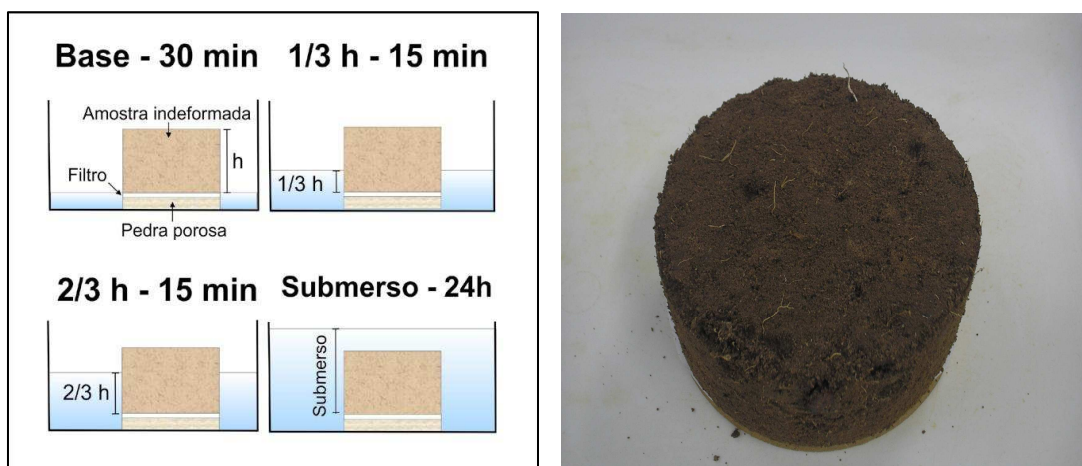 Base - 30 min
1/3 h - 15 min
Amostra indeformada
h
Filtro
1/3 h
Pedra porosa
2/3 h - 15 min
Submerso - 24h
2/3 h
Submerso